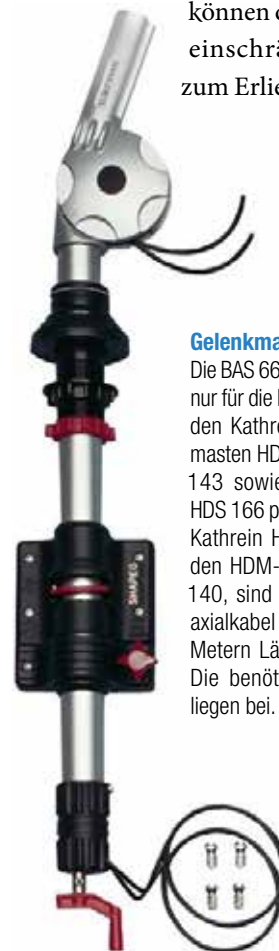 können
einschrä
zum Erlie
Gelenkma
Die BAS 66
nur für die
den Kathre
masten HD
143 sowie
HDS 166 p
Kathrein H
den HDM-
140, sind
axialkabel
Metern Lä
Die benöt
liegen bei.
SHAPEG